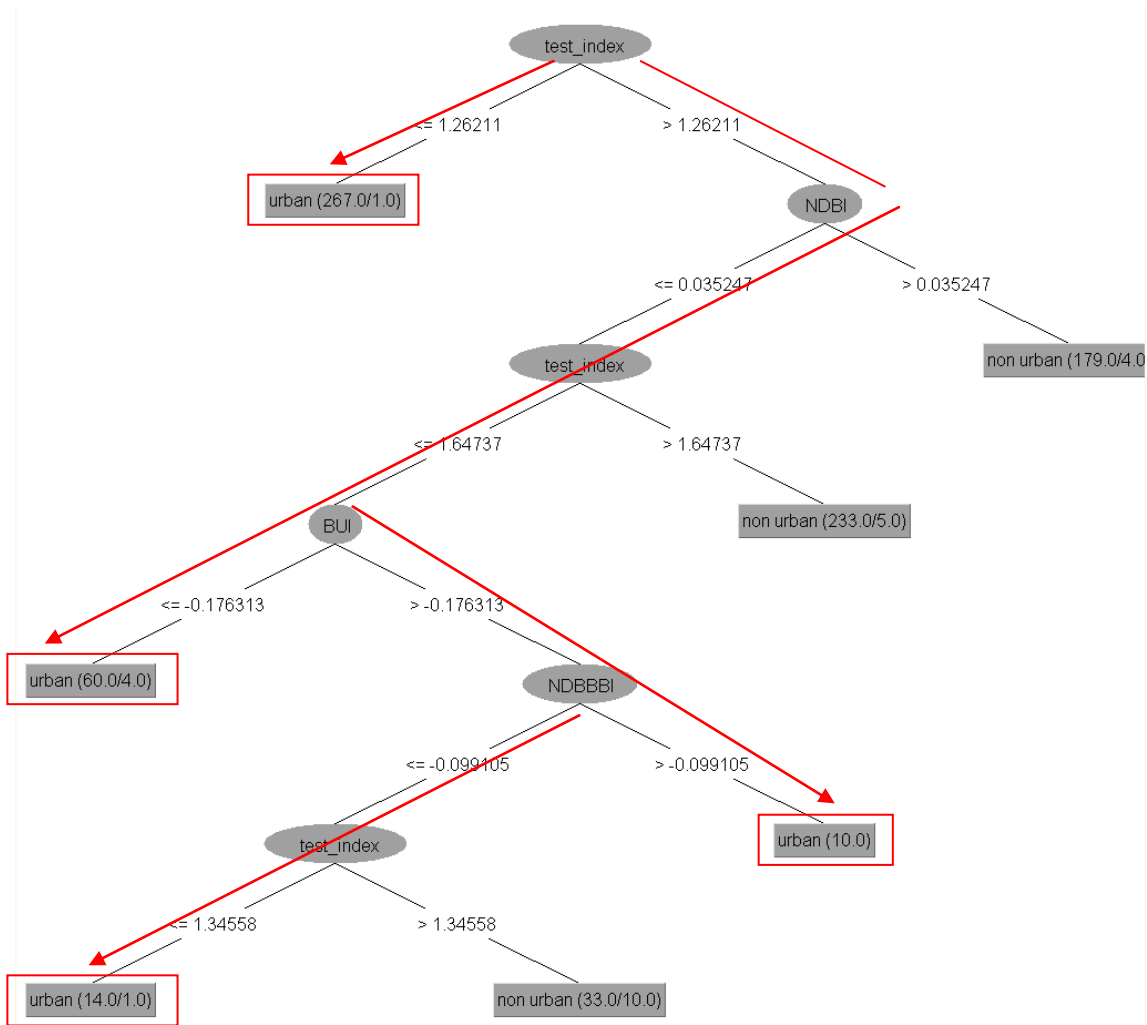 test_index
<= 1.26211
> 1.26211
urban (267.0/1.0)
NDBI
<= 0.035247
> 0.035247
test_index
non urban (179.0/4.0
<= 1.64737
> 1.64737
BUI
non urban (233.0/5.0)
<= -0.176313
> -0.176313
urban (60.0/4.0)
NDBBBI
<= -0.099105
> -0.099105
test_index
urban (10.0)
<= 1.34558
> 1.34558
urban (14.0/1.0)
non urban (33.0/10.0)